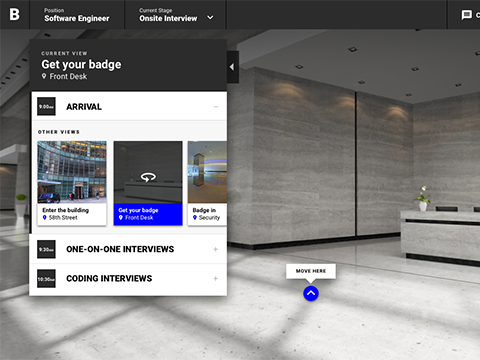 B
Position
Software Engineer
Current Stage
Onsite Interview
CURRENT VIEW
Get your badge
Front Desk
9:00AM
ARRIVAL
OTHER VIEWS
Enter the building
58th Street
Get your badge
Front Desk
Badge in
Security
9:30AM
ONE-ON-ONE INTERVIEWS
10:30AM
CODING INTERVIEWS
MOVE HERE